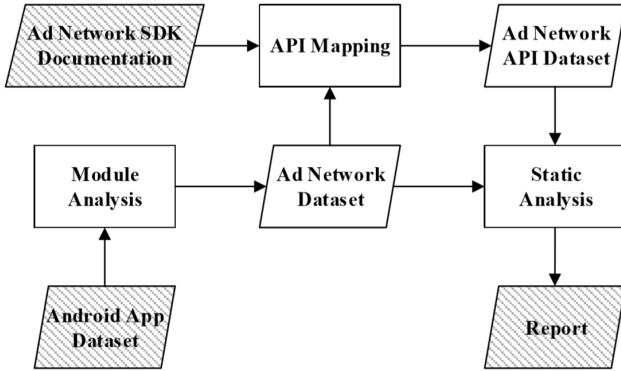 Ad Network SDK
Documentation
API Mapping
Ad Network
API Dataset
Module
Analysis
Ad Network
Dataset
Static
Analysis
Android App
Dataset
Report